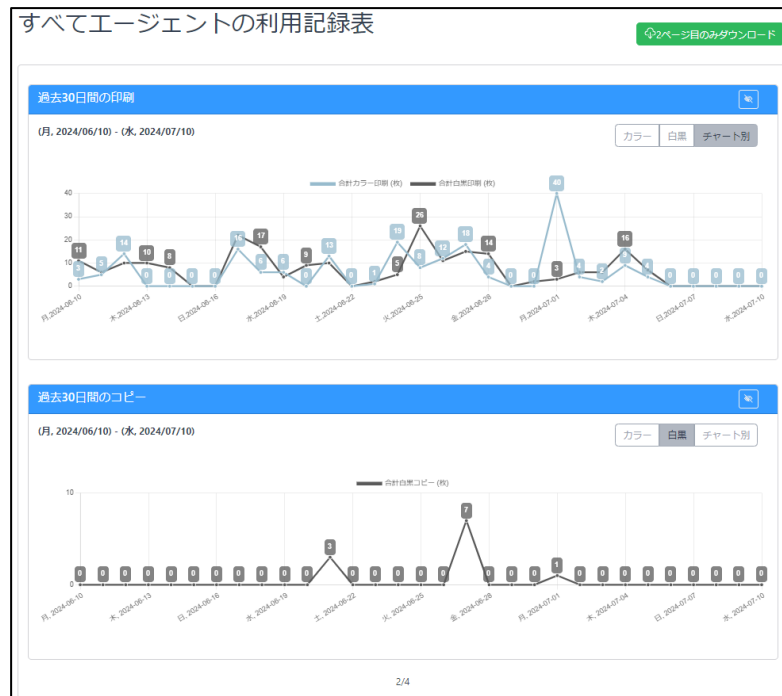 すべてエージェントの利用記録表
2ページ目のみダウンロード
過去30日間の印刷
(月, 2024/06/10) - (水, 2024/07/10)
カラー 白黒 チャート別
合計カラー印刷 (枚) 合計白黒印刷 (枚)
40
30
20
10
0
11 3 5 14 10 0 8 0 0 0 16 17 6 6 9 0 13 0 1 19 5 26 8 12 18 14 4 0 0 40 3 4 2 16 9 4 0 0 0 0 0
月, 2024-06-10 木, 2024-06-13 日, 2024-06-16 水, 2024-06-19 土, 2024-06-22 火, 2024-06-25 金, 2024-06-28 月, 2024-07-01 木, 2024-07-04 日, 2024-07-07 水, 2024-07-10
過去30日間のコピー
(月, 2024/06/10) - (水, 2024/07/10)
カラー 白黒 チャート別
合計白黒コピー (枚)
10
0
0 0 0 0 0 0 0 0 0 0 0 3 0 0 0 0 0 7 0 0 0 1 0 0 0 0 0 0 0 0 0
月, 2024-06-10 木, 2024-06-13 日, 2024-06-16 水, 2024-06-19 土, 2024-06-22 火, 2024-06-25 金, 2024-06-28 月, 2024-07-01 木, 2024-07-04 日, 2024-07-07 水, 2024-07-10
2/4